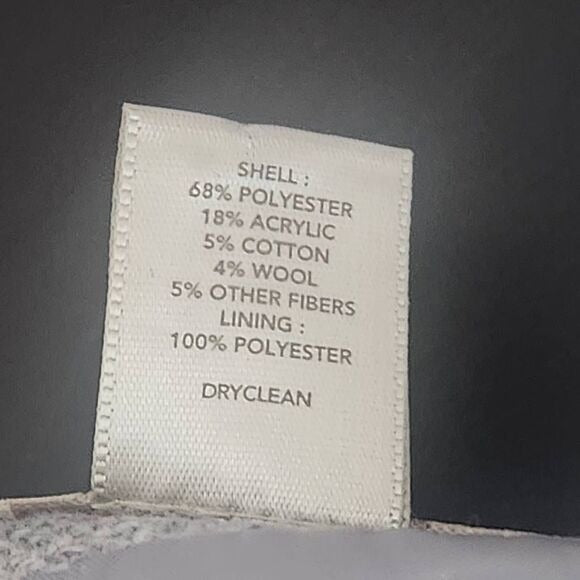 SHELL :
68% POLYESTER
18% ACRYLIC
5% COTTON
4% WOOL
5% OTHER FIBERS
LINING :
100% POLYESTER
DRYCLEAN